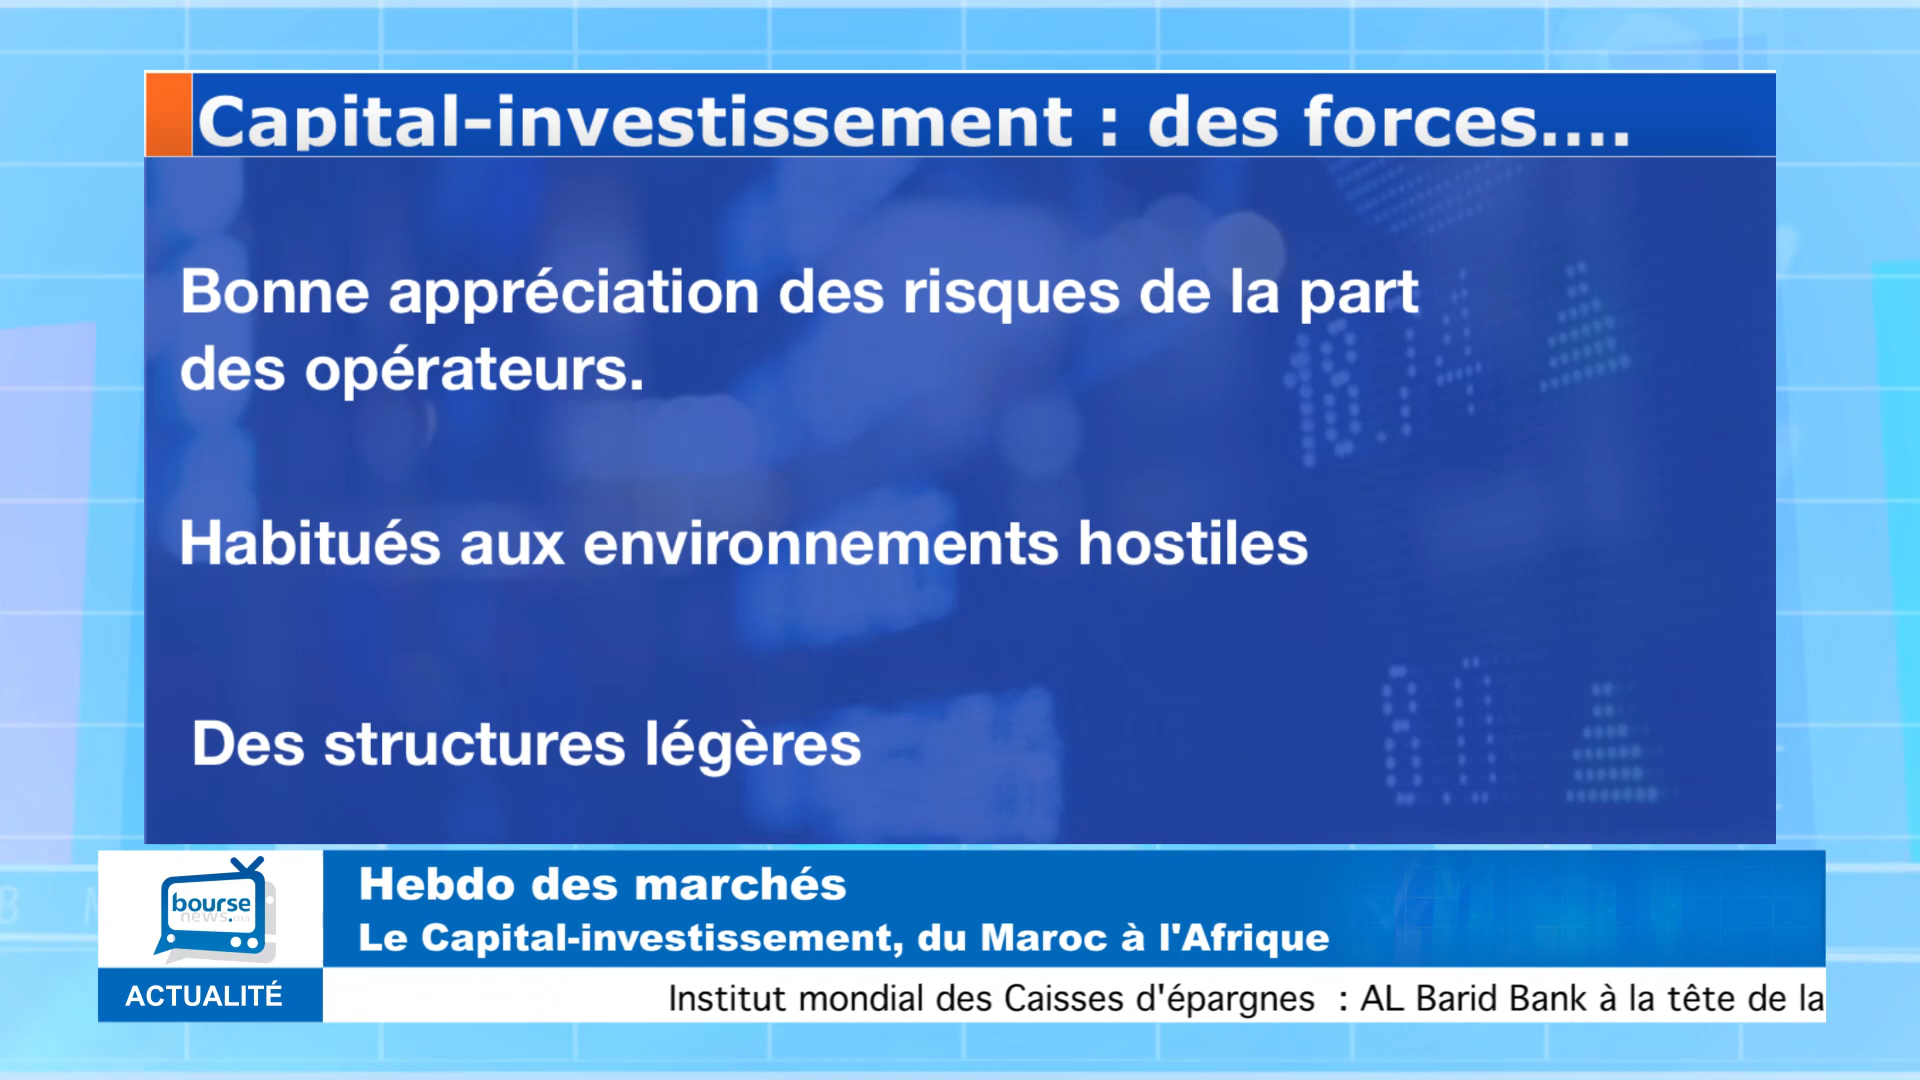 Capital-investissement : des forces....
Bonne appréciation des risques de la part
des opérateurs.
Habitués aux environnements hostiles
Des structures légères
bourse
news.ma
Hebdo des marchés
Le Capital-investissement, du Maroc à l'Afrique
ACTUALITÉ
Institut mondial des Caisses d'épargnes : AL Barid Bank à la tête de la